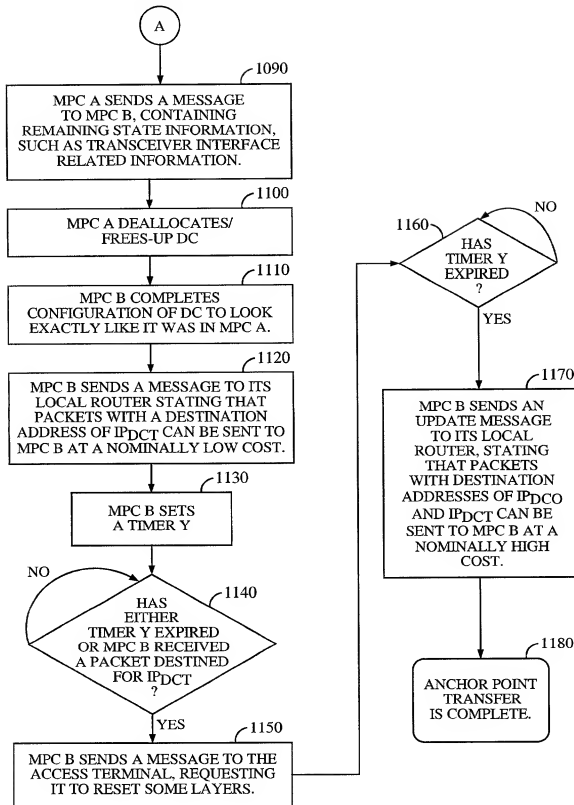 A
1090
MPC A SENDS A MESSAGE
TO MPC B, CONTAINING
REMAINING STATE INFORMATION,
SUCH AS TRANSCEIVER INTERFACE
RELATED INFORMATION.
1100
MPC A DEALLOCATES/
FREES-UP DC
1110
MPC B COMPLETES
CONFIGURATION OF DC TO LOOK
EXACTLY LIKE IT WAS IN MPC A.
1120
MPC B SENDS A MESSAGE TO ITS
LOCAL ROUTER STATING THAT
PACKETS WITH A DESTINATION
ADDRESS OF IPDCT CAN BE SENT TO
MPC B AT A NOMINALLY LOW COST.
1130
MPC B SETS
A TIMER Y
1140
NO
HAS
EITHER
TIMER Y EXPIRED
OR MPC B RECEIVED
A PACKET DESTINED
FOR IPDCT
?
YES
1150
MPC B SENDS A MESSAGE TO THE
ACCESS TERMINAL, REQUESTING
IT TO RESET SOME LAYERS.
1160
NO
HAS
TIMER Y
EXPIRED
?
YES
1170
MPC B SENDS AN
UPDATE MESSAGE
TO ITS LOCAL
ROUTER, STATING
THAT PACKETS
WITH DESTINATION
ADDRESSES OF IPDCO
AND IPDCT CAN BE
SENT TO MPC B AT A
NOMINALLY HIGH
COST.
1180
ANCHOR POINT
TRANSFER
IS COMPLETE.